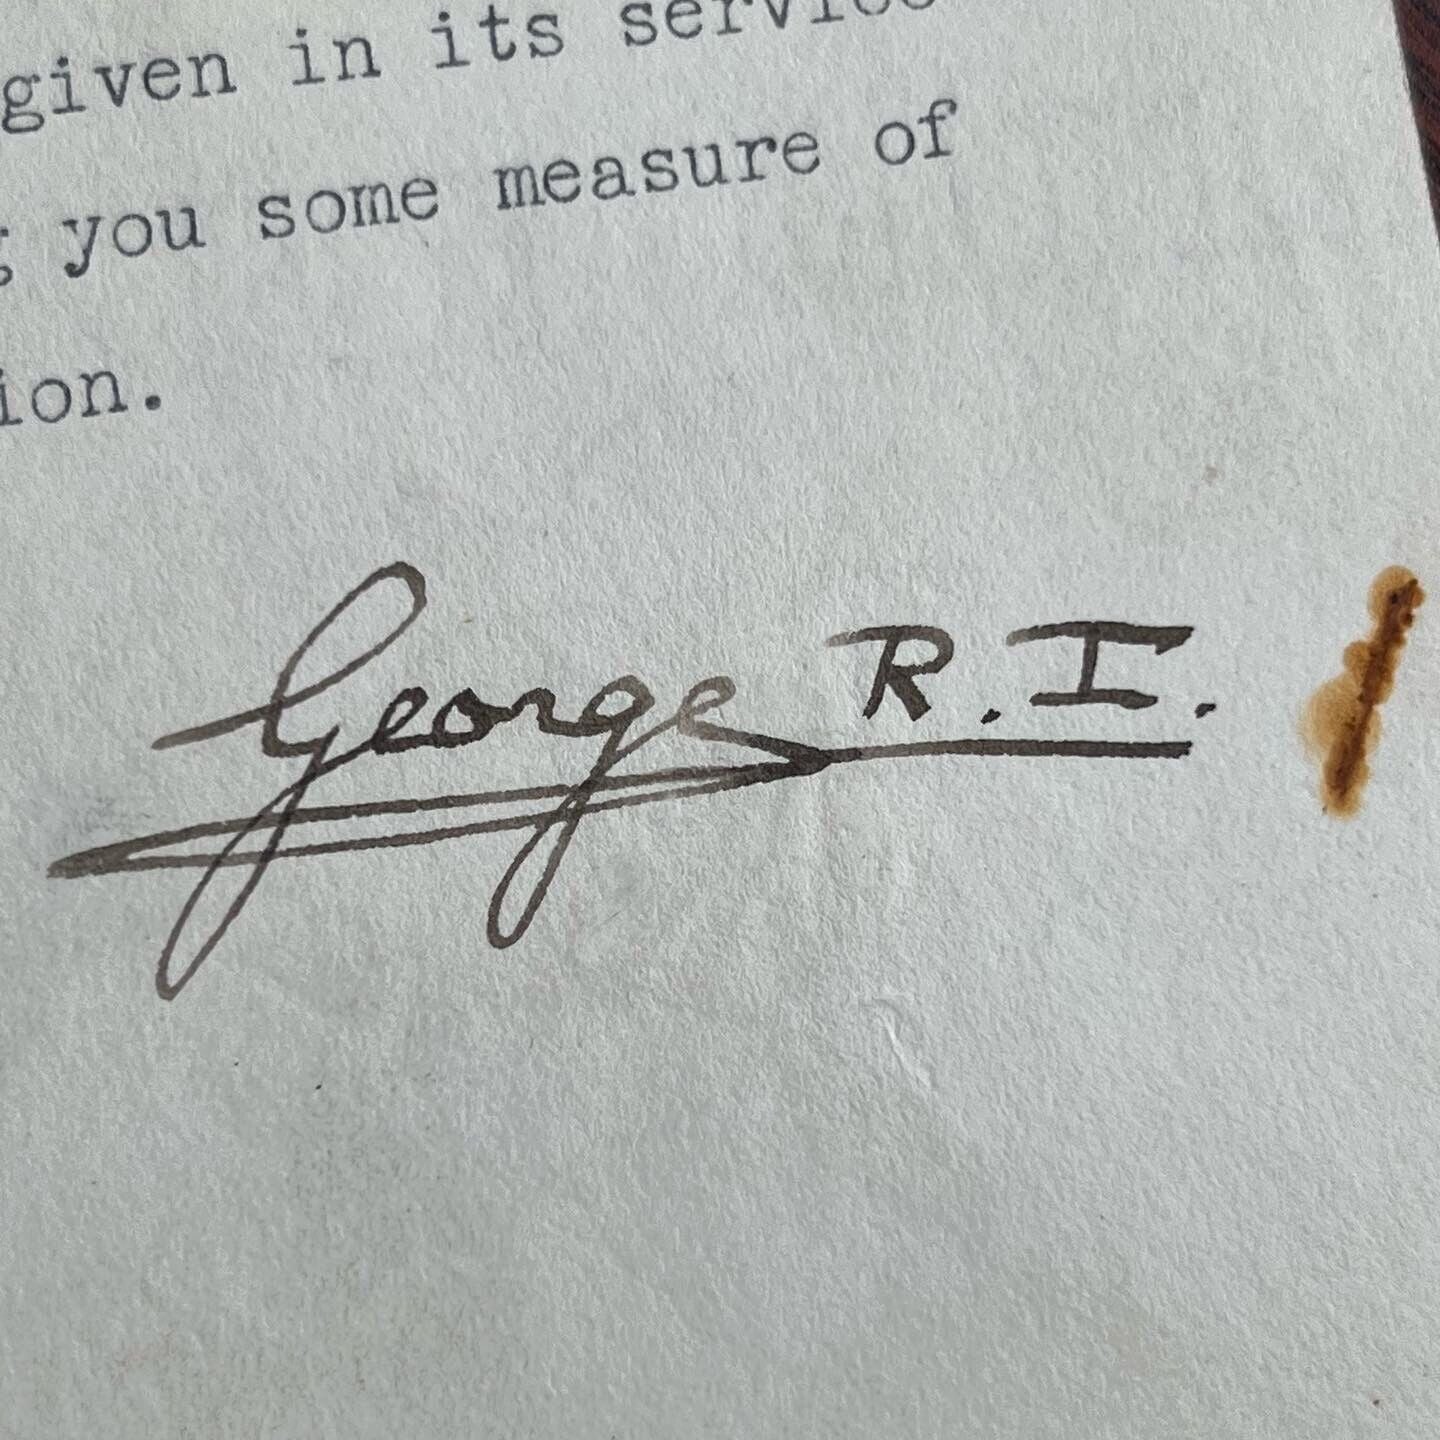 given in its service
you some measure of
ion.
George R.I.